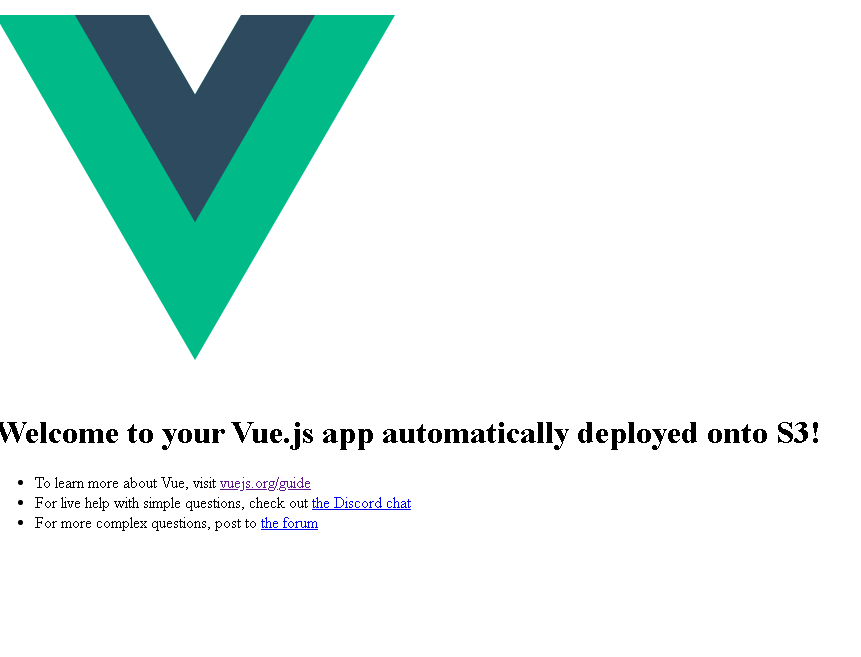 Welcome to your Vue.js app automatically deployed onto S3!
To learn more about Vue, visit vuejs.org/guide
For live help with simple questions, check out the Discord chat
For more complex questions, post to the forum